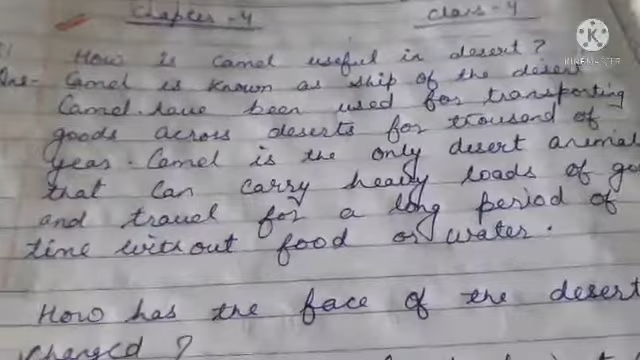 Chapter - 4 Class - 4
How is camel useful in desert?
Ans- Camel is known as ship of the desert
Camel have been used for transporting
goods across deserts for trousand of
year. Camel is the only desert animal
that can carry heavy loads of
and travel for a long period of
time without food or water.
How has the face of the desert
changed?
KINEMASTER